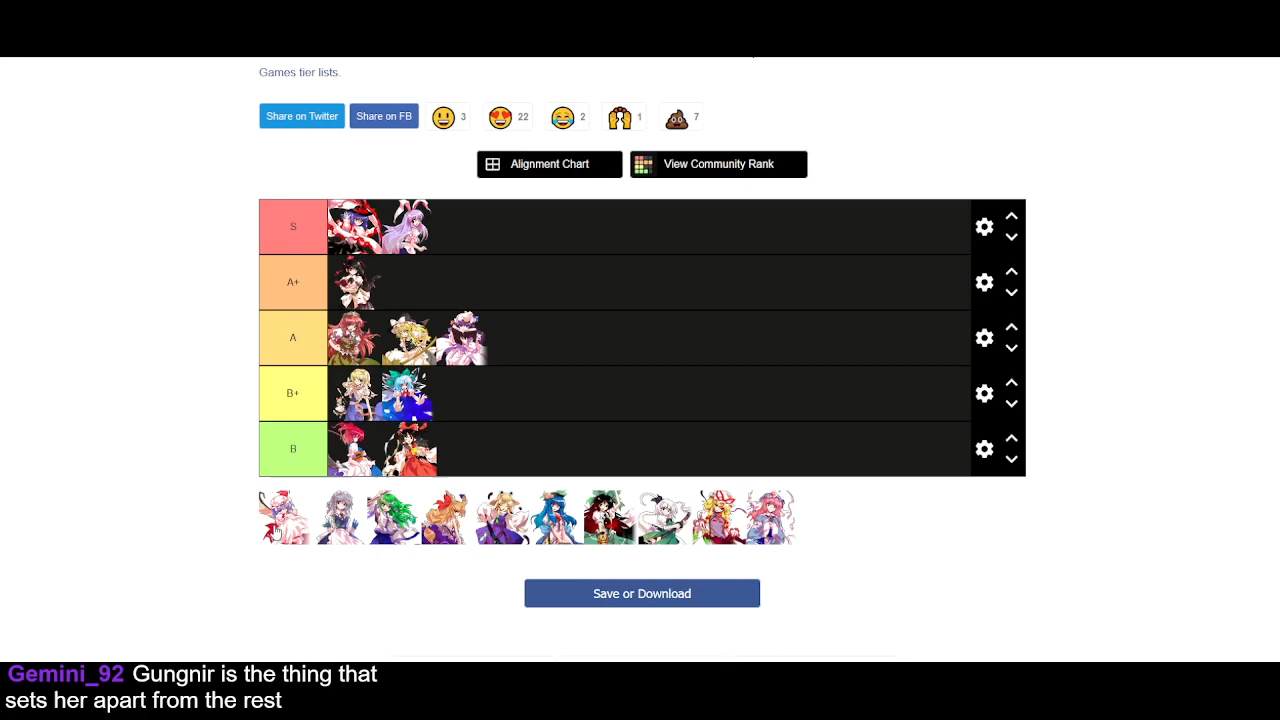 Games tier lists.
Share on Twitter Share on FB 3 22 2 1 7
Alignment Chart View Community Rank
S
A+
A
B+
B
Save or Download
Gemini_92 Gungnir is the thing that
sets her apart from the rest